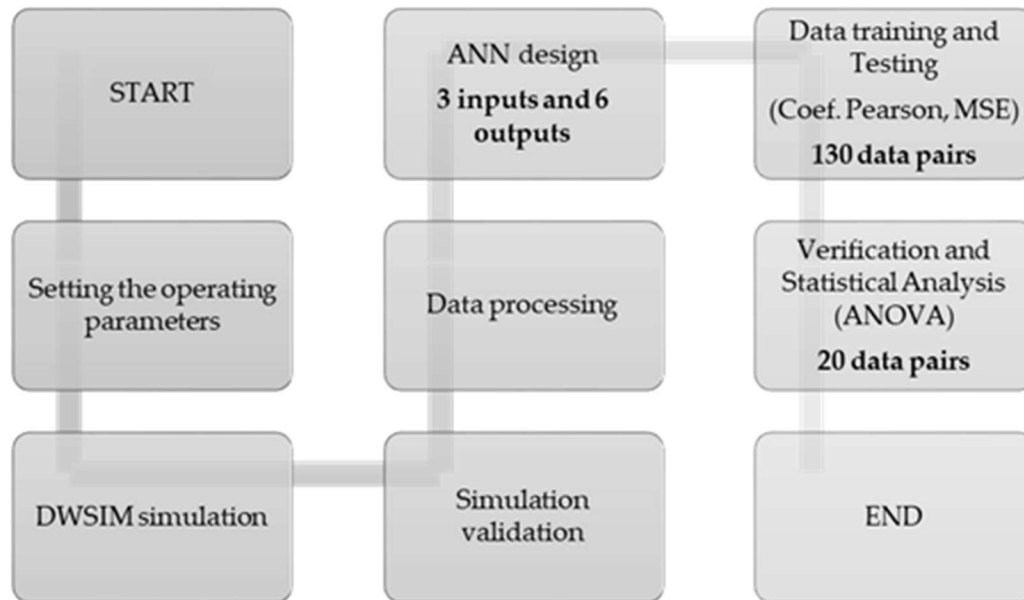 START
Setting the operating
parameters
DWSIM simulation
Simulation
validation
Data processing
ANN design
3 inputs and 6
outputs
Data training and
Testing
(Coef. Pearson, MSE)
130 data pairs
Verification and
Statistical Analysis
(ANOVA)
20 data pairs
END